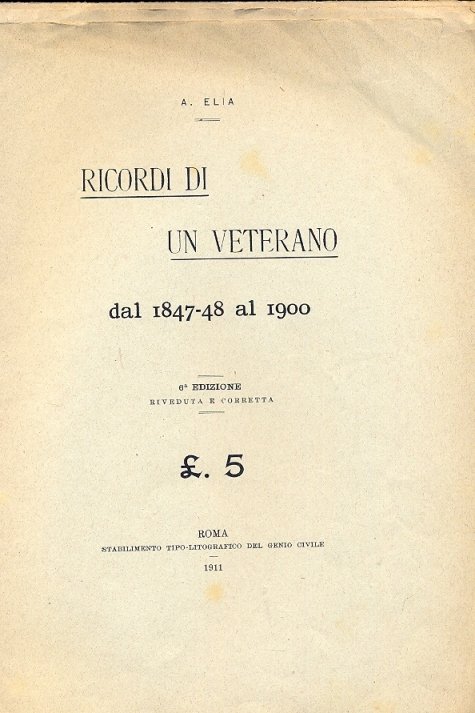 A. ELIA
RICORDI DI
UN VETERANO
dal 1847-48 al 1900
6ª EDIZIONE
RIVEDUTA E CORRETTA
£. 5
ROMA
STABILIMENTO TIPO-LITOGRAFICO DEL GENIO CIVILE
1911